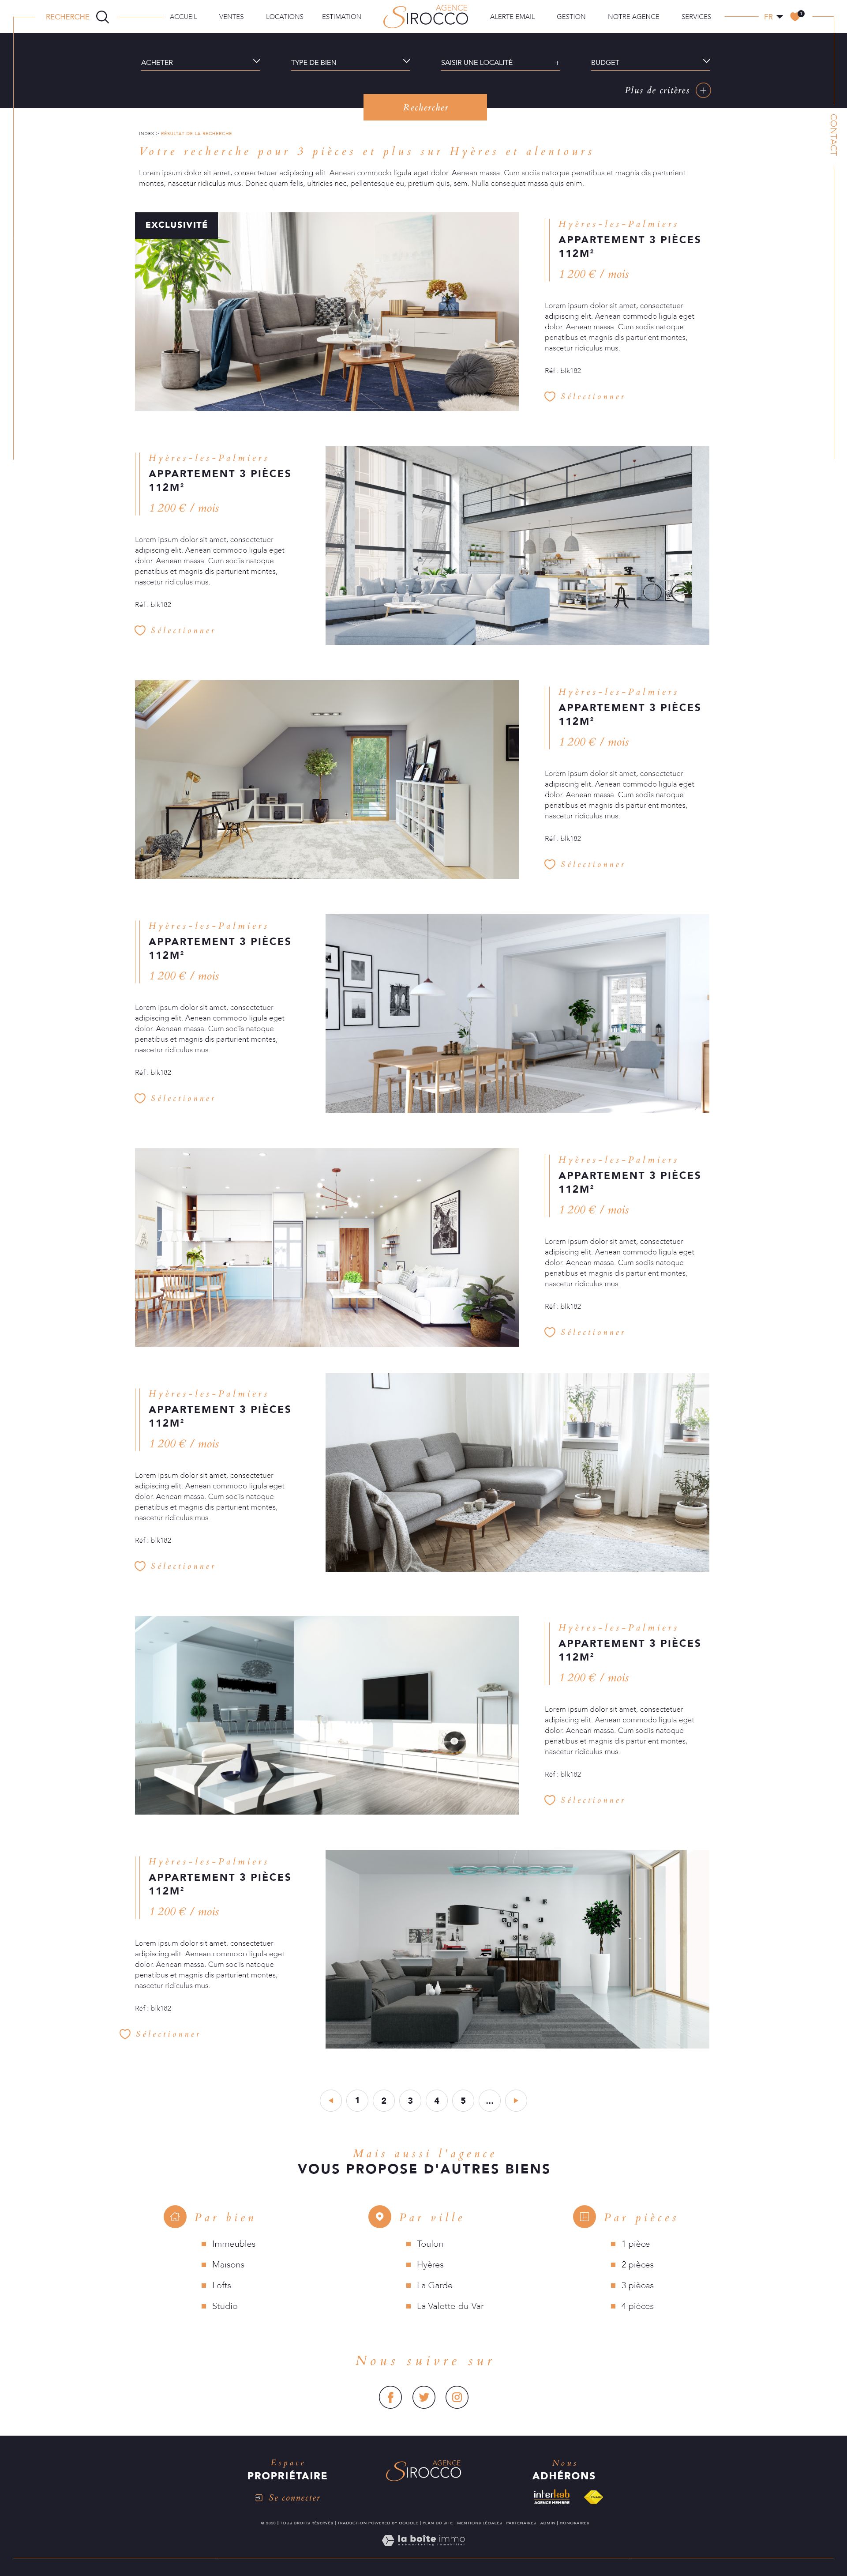 RECHERCHE
ACCUEIL
VENTES
LOCATIONS
ESTIMATION
AGENCE
SIROCCO
ALERTE EMAIL
GESTION
NOTRE AGENCE
SERVICES
FR
1
CONTACT
ACHETER
TYPE DE BIEN
SAISIR UNE LOCALITÉ +
BUDGET
Plus de critères +
Rechercher
INDEX > RÉSULTAT DE LA RECHERCHE
Votre recherche pour 3 pièces et plus sur Hyères et alentours
Lorem ipsum dolor sit amet, consectetuer adipiscing elit. Aenean commodo ligula eget dolor. Aenean massa. Cum sociis natoque penatibus et magnis dis parturient
montes, nascetur ridiculus mus. Donec quam felis, ultricies nec, pellentesque eu, pretium quis, sem. Nulla consequat massa quis enim.
EXCLUSIVITÉ
Hyères-les-Palmiers
APPARTEMENT 3 PIÈCES
112M²
1 200 € / mois
Lorem ipsum dolor sit amet, consectetuer
adipiscing elit. Aenean commodo ligula eget
dolor. Aenean massa. Cum sociis natoque
penatibus et magnis dis parturient montes,
nascetur ridiculus mus.
Réf : blk182
Sélectionner
Hyères-les-Palmiers
APPARTEMENT 3 PIÈCES
112M²
1 200 € / mois
Lorem ipsum dolor sit amet, consectetuer
adipiscing elit. Aenean commodo ligula eget
dolor. Aenean massa. Cum sociis natoque
penatibus et magnis dis parturient montes,
nascetur ridiculus mus.
Réf : blk182
Sélectionner
Hyères-les-Palmiers
APPARTEMENT 3 PIÈCES
112M²
1 200 € / mois
Lorem ipsum dolor sit amet, consectetuer
adipiscing elit. Aenean commodo ligula eget
dolor. Aenean massa. Cum sociis natoque
penatibus et magnis dis parturient montes,
nascetur ridiculus mus.
Réf : blk182
Sélectionner
Hyères-les-Palmiers
APPARTEMENT 3 PIÈCES
112M²
1 200 € / mois
Lorem ipsum dolor sit amet, consectetuer
adipiscing elit. Aenean commodo ligula eget
dolor. Aenean massa. Cum sociis natoque
penatibus et magnis dis parturient montes,
nascetur ridiculus mus.
Réf : blk182
Sélectionner
Hyères-les-Palmiers
APPARTEMENT 3 PIÈCES
112M²
1 200 € / mois
Lorem ipsum dolor sit amet, consectetuer
adipiscing elit. Aenean commodo ligula eget
dolor. Aenean massa. Cum sociis natoque
penatibus et magnis dis parturient montes,
nascetur ridiculus mus.
Réf : blk182
Sélectionner
Hyères-les-Palmiers
APPARTEMENT 3 PIÈCES
112M²
1 200 € / mois
Lorem ipsum dolor sit amet, consectetuer
adipiscing elit. Aenean commodo ligula eget
dolor. Aenean massa. Cum sociis natoque
penatibus et magnis dis parturient montes,
nascetur ridiculus mus.
Réf : blk182
Sélectionner
Hyères-les-Palmiers
APPARTEMENT 3 PIÈCES
112M²
1 200 € / mois
Lorem ipsum dolor sit amet, consectetuer
adipiscing elit. Aenean commodo ligula eget
dolor. Aenean massa. Cum sociis natoque
penatibus et magnis dis parturient montes,
nascetur ridiculus mus.
Réf : blk182
Sélectionner
Hyères-les-Palmiers
APPARTEMENT 3 PIÈCES
112M²
1 200 € / mois
Lorem ipsum dolor sit amet, consectetuer
adipiscing elit. Aenean commodo ligula eget
dolor. Aenean massa. Cum sociis natoque
penatibus et magnis dis parturient montes,
nascetur ridiculus mus.
Réf : blk182
Sélectionner
1 2 3 4 5 ...
Mais aussi l'agence
VOUS PROPOSE D'AUTRES BIENS
Par bien
Immeubles
Maisons
Lofts
Studio
Par ville
Toulon
Hyères
La Garde
La Valette-du-Var
Par pièces
1 pièce
2 pièces
3 pièces
4 pièces
Nous suivre sur
Espace
PROPRIÉTAIRE
Se connecter
AGENCE
SIROCCO
Nous
ADHÉRONS
interkab
AGENCE MEMBRE
© 2020 | TOUS DROITS RÉSERVÉS | TRADUCTION POWERED BY GOOGLE | PLAN DU SITE | MENTIONS LÉGALES | PARTENAIRES | ADMIN | HONORAIRES
la boite immo